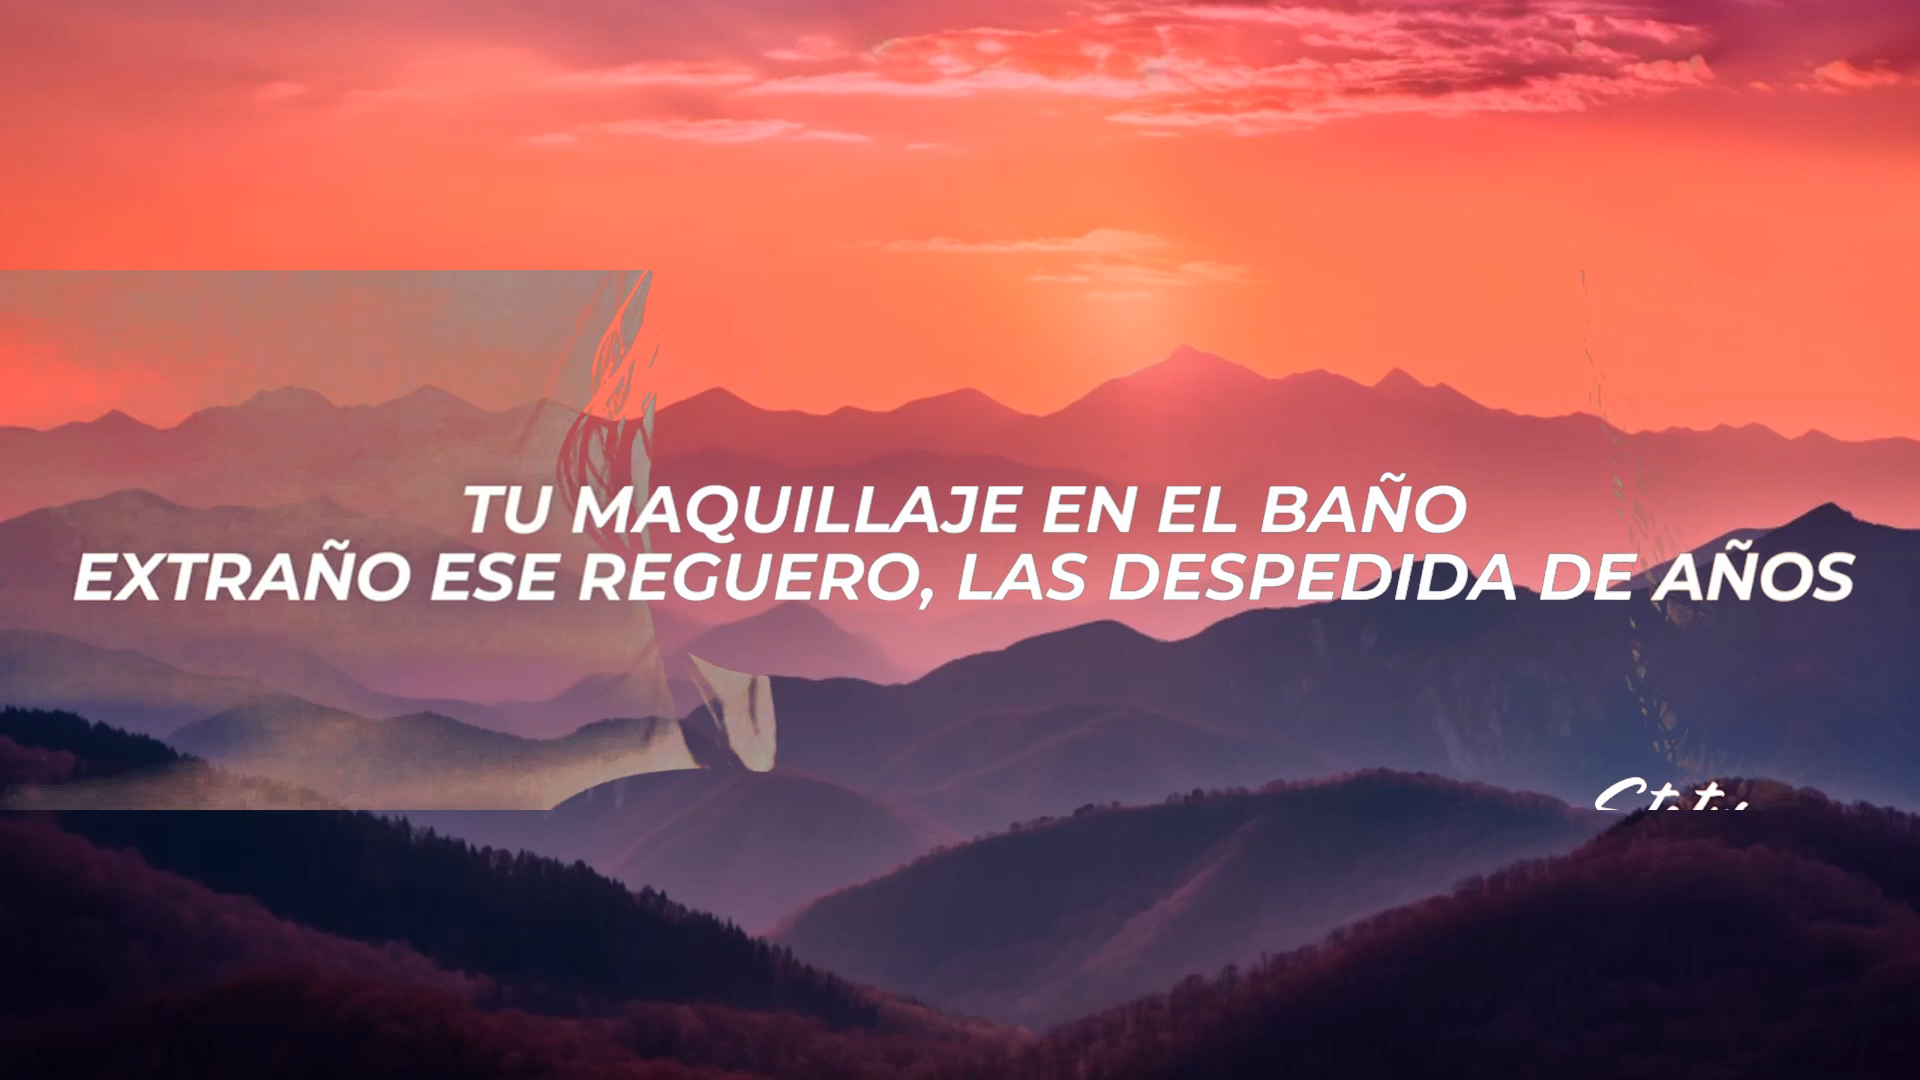 TU MAQUILLAJE EN EL BAÑO
EXTRAÑO ESE REGUERO, LAS DESPEDIDA DE AÑOS